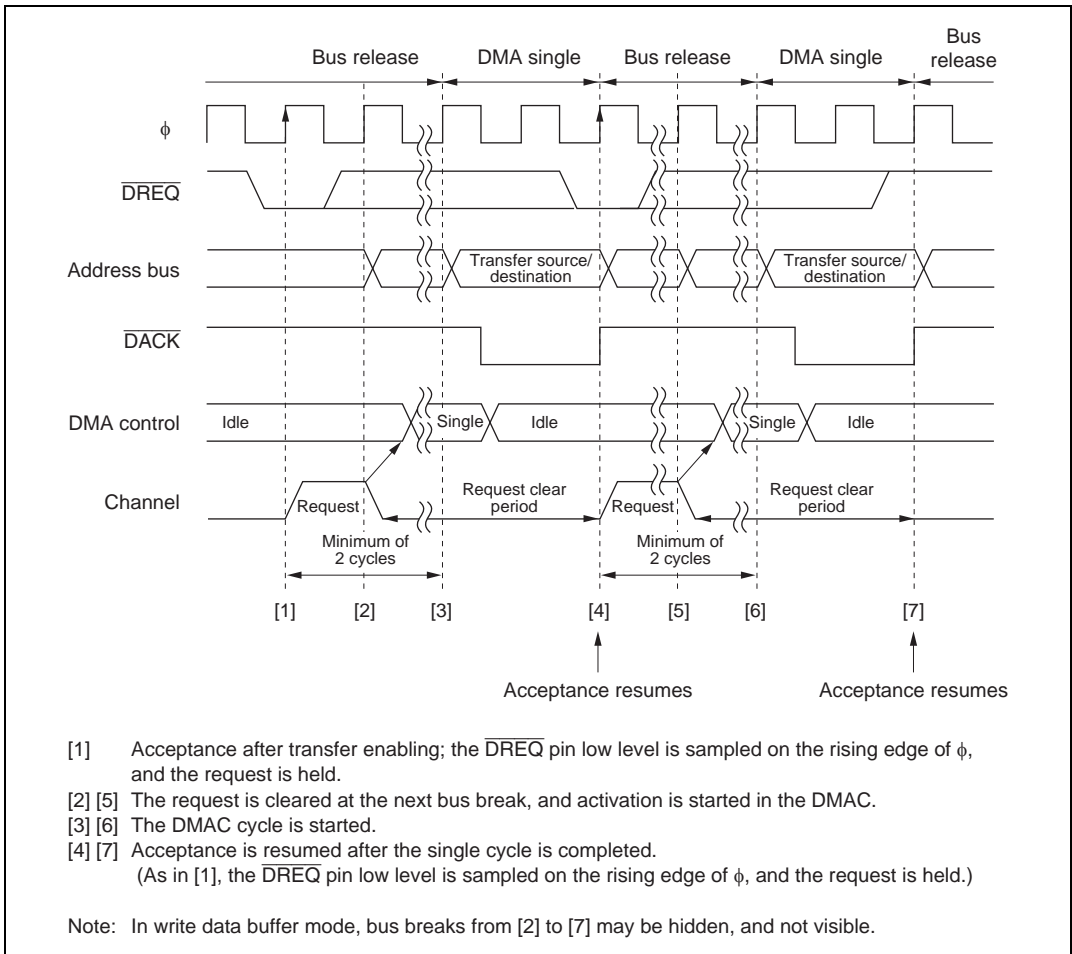 Bus release
DMA single
Bus release
DMA single
Bus
release
φ
DREQ
Address bus
Transfer source/
destination
Transfer source/
destination
DACK
DMA control
Idle
Single
Idle
Single
Idle
Channel
Request
Request clear
period
Request
Request clear
period
Minimum of
2 cycles
Minimum of
2 cycles
[1] [2] [3] [4] [5] [6] [7]
Acceptance resumes
Acceptance resumes
[1] Acceptance after transfer enabling; the DREQ pin low level is sampled on the rising edge of φ,
and the request is held.
[2] [5] The request is cleared at the next bus break, and activation is started in the DMAC.
[3] [6] The DMAC cycle is started.
[4] [7] Acceptance is resumed after the single cycle is completed.
(As in [1], the DREQ pin low level is sampled on the rising edge of φ, and the request is held.)
Note: In write data buffer mode, bus breaks from [2] to [7] may be hidden, and not visible.